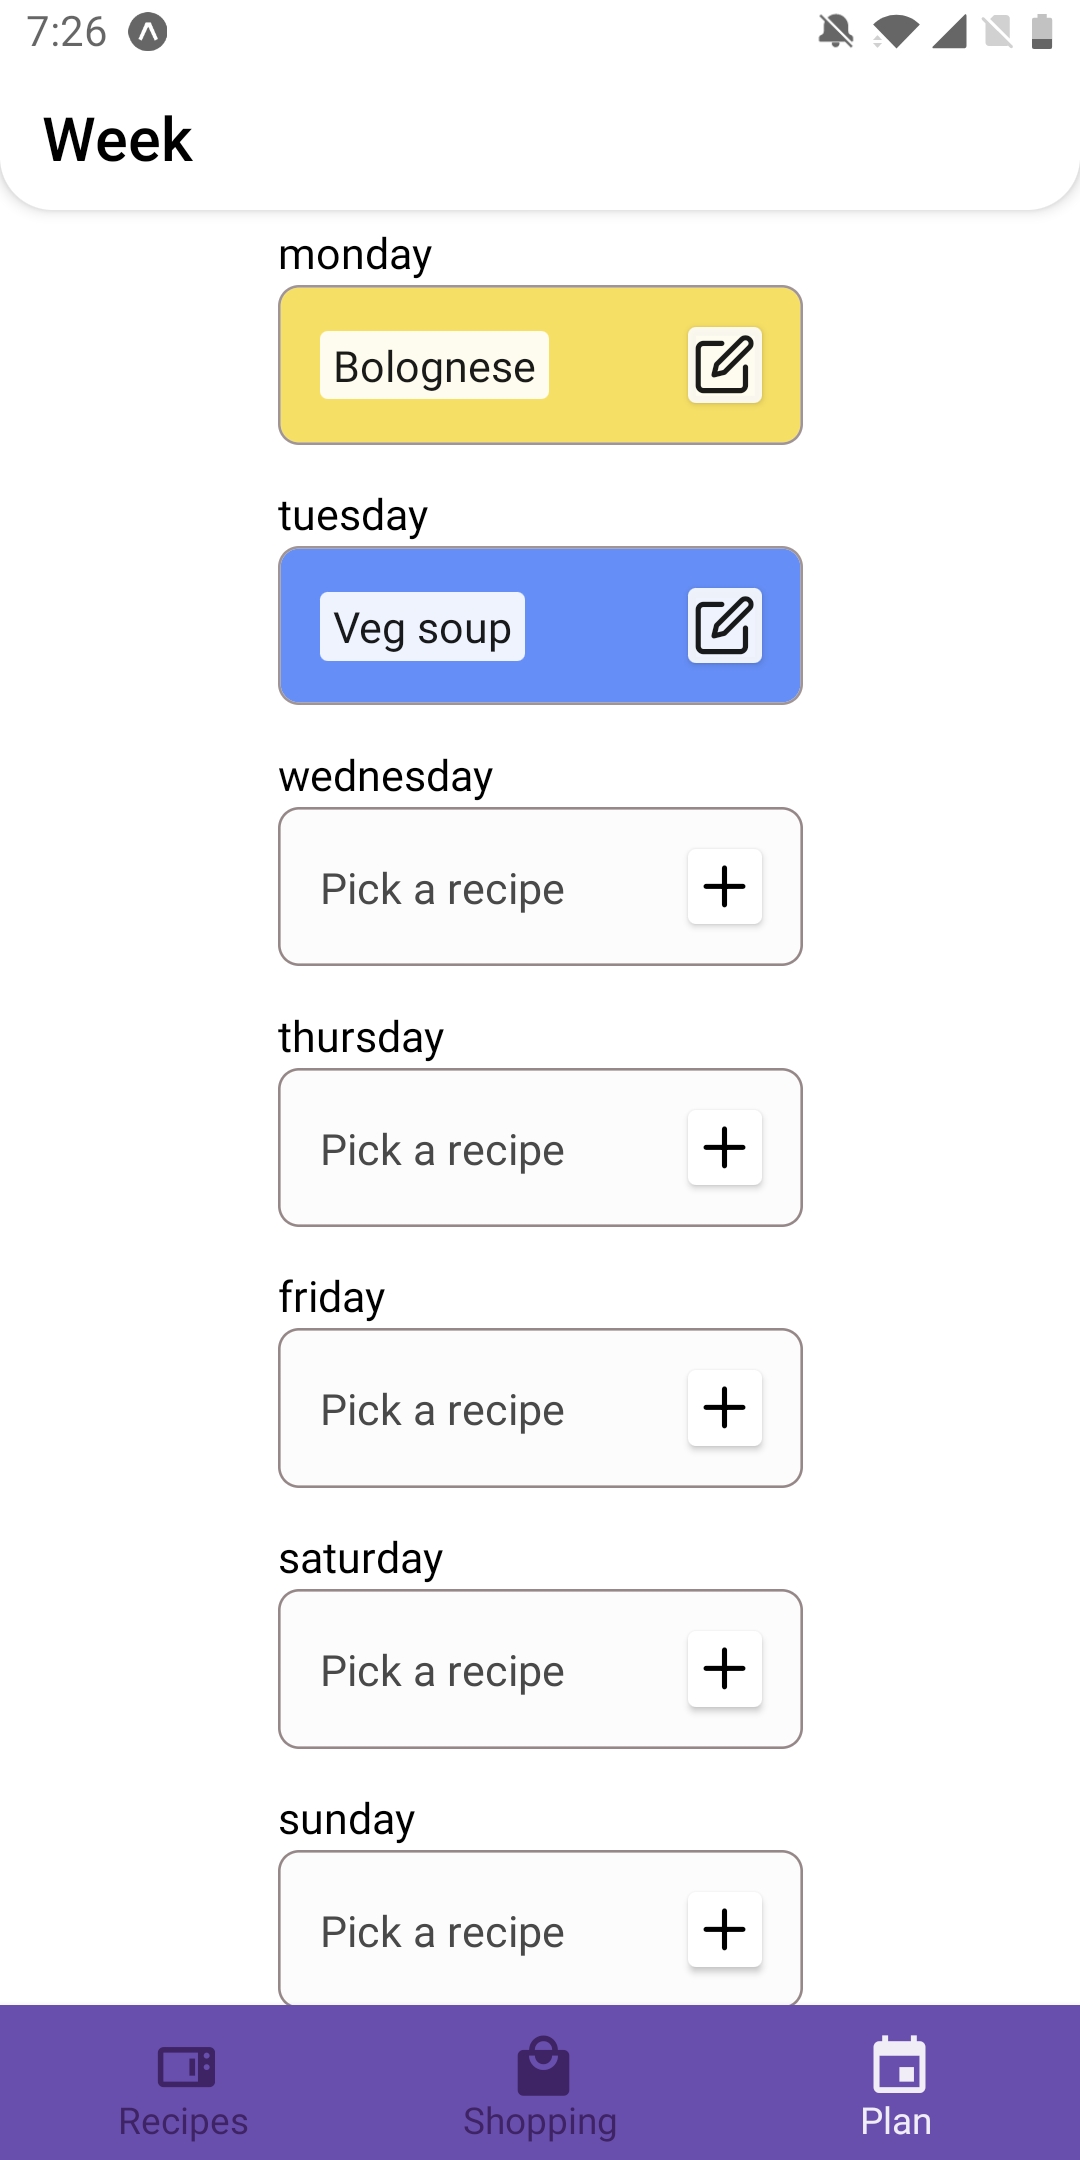 7:26
Week
monday
Bolognese
tuesday
Veg soup
wednesday
Pick a recipe
thursday
Pick a recipe
friday
Pick a recipe
saturday
Pick a recipe
sunday
Pick a recipe
Recipes Shopping Plan